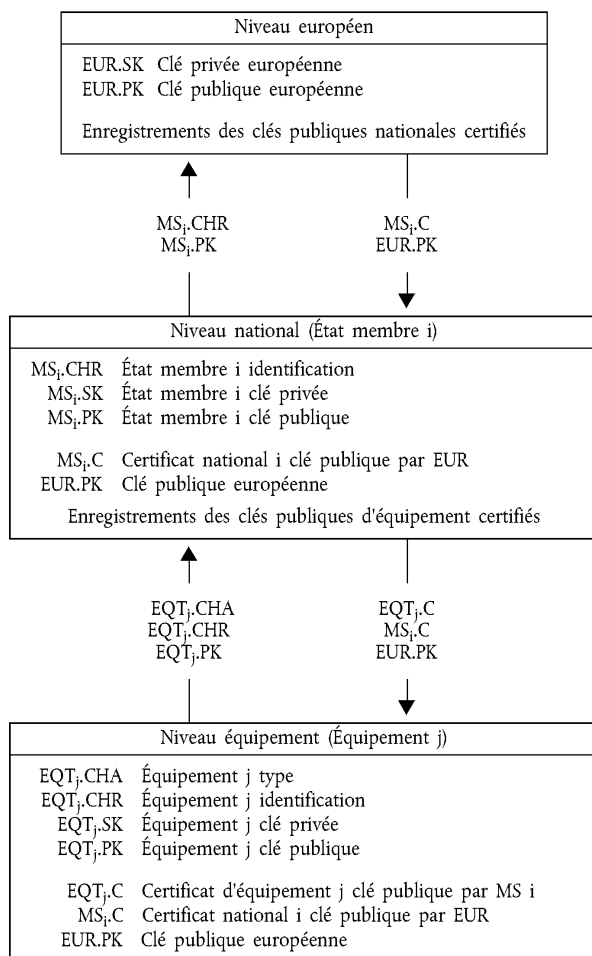 Niveau européen
EUR.SK Clé privée européenne
EUR.PK Clé publique européenne
Enregistrements des clés publiques nationales certifiés
MSi.CHR MSi.C
MSi.PK EUR.PK
Niveau national (État membre i)
MSi.CHR État membre i identification
MSi.SK État membre i clé privée
MSi.PK État membre i clé publique
MSi.C Certificat national i clé publique par EUR
EUR.PK Clé publique européenne
Enregistrements des clés publiques d'équipement certifiés
EQTj.CHA EQTj.C
EQTj.CHR MSi.C
EQTj.PK EUR.PK
Niveau équipement (Équipement j)
EQTj.CHA Équipement j type
EQTj.CHR Équipement j identification
EQTj.SK Équipement j clé privée
EQTj.PK Équipement j clé publique
EQTj.C Certificat d'équipement j clé publique par MS i
MSi.C Certificat national i clé publique par EUR
EUR.PK Clé publique européenne